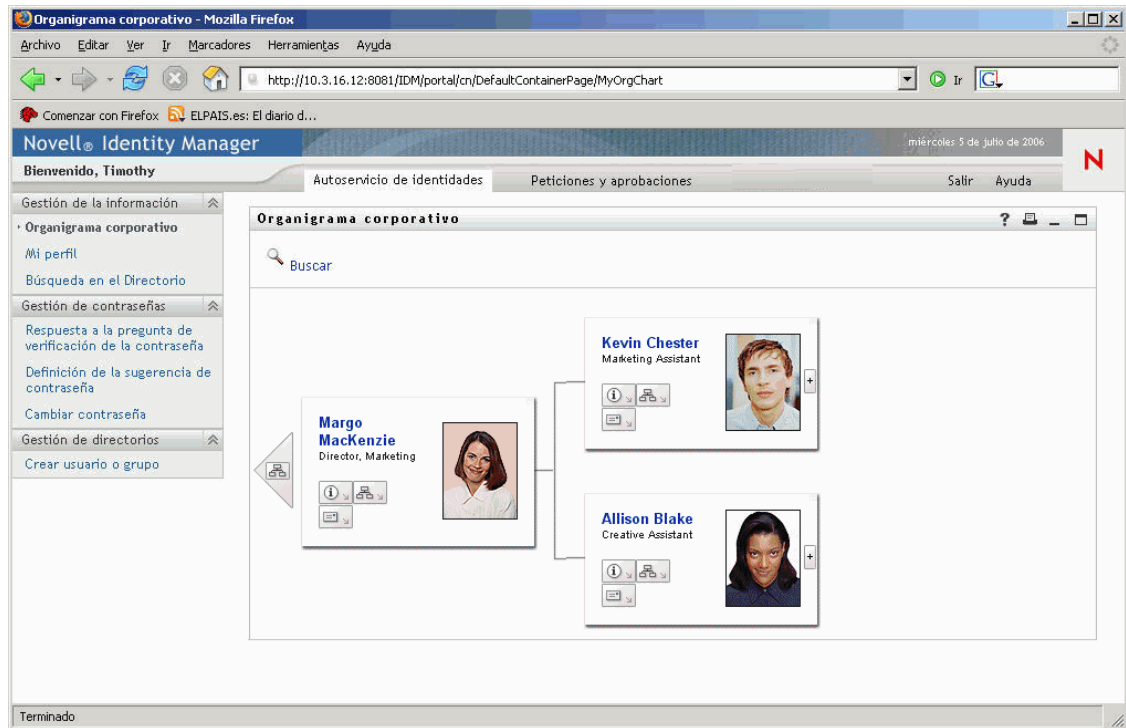 Organigrama corporativo - Mozilla Firefox
Archivo Editar Ver Ir Marcadores Herramientas Ayuda
http://10.3.16.12:8081/IDM/portal/cn/DefaultContainerPage/MyOrgChart
Ir
G
Comenzar con Firefox ELPAIS.es: El diario d...
Novell® Identity Manager
miércoles 5 de julio de 2006
N
Bienvenido, Timothy
Autoservicio de identidades Peticiones y aprobaciones Salir Ayuda
Gestión de la información
Organigrama corporativo
Mi perfil
Búsqueda en el Directorio
Gestión de contraseñas
Respuesta a la pregunta de
verificación de la contraseña
Definición de la sugerencia de
contraseña
Cambiar contraseña
Gestión de directorios
Crear usuario o grupo
Organigrama corporativo
?
Buscar
Margo
MacKenzie
Director, Marketing
Kevin Chester
Marketing Assistant
+
Allison Blake
Creative Assistant
+
Terminado